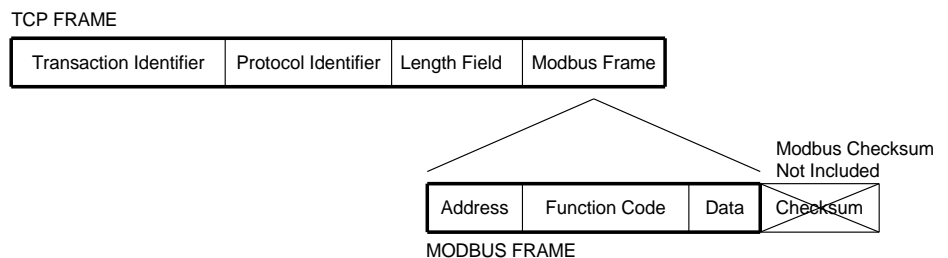 TCP FRAME
Transaction Identifier Protocol Identifier Length Field Modbus Frame
Modbus Checksum
Not Included
Address Function Code Data Checksum
MODBUS FRAME